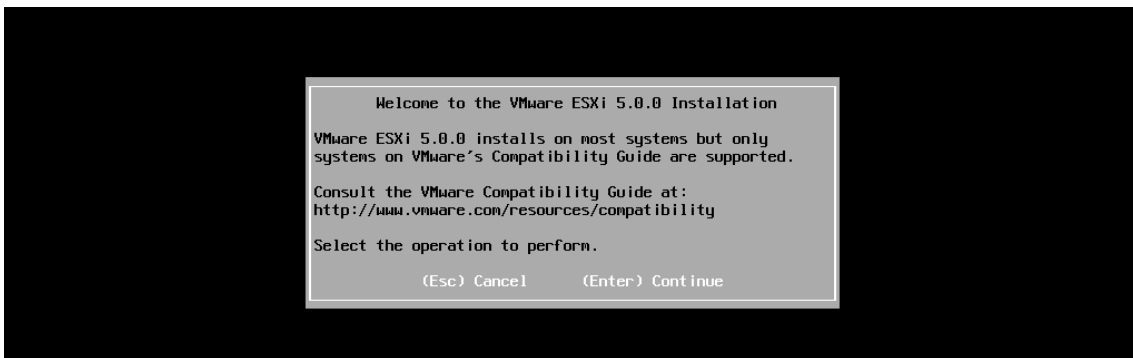 Welcome to the VMware ESXi 5.0.0 Installation
VMware ESXi 5.0.0 installs on most systems but only
systems on VMware's Compatibility Guide are supported.
Consult the VMware Compatibility Guide at:
http://www.vmware.com/resources/compatibility
Select the operation to perform.
(Esc) Cancel (Enter) Continue